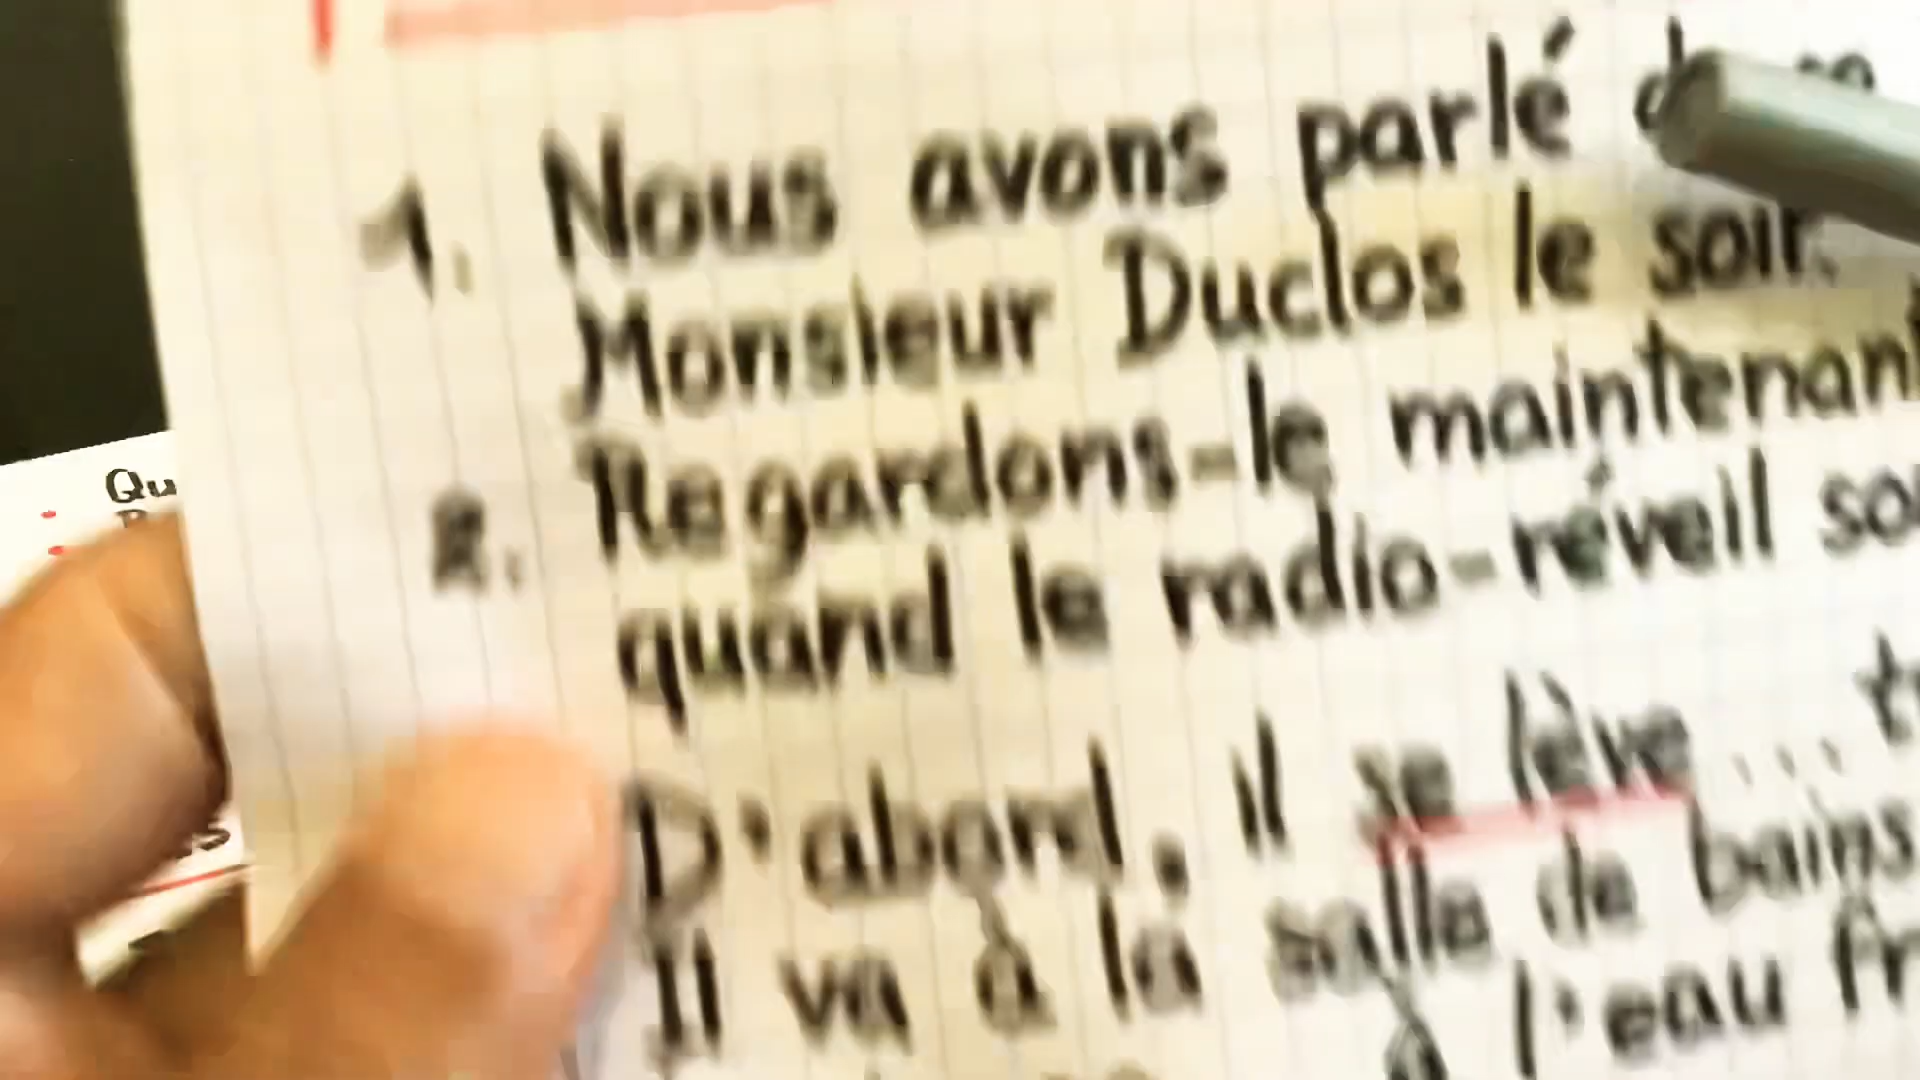 1. Nous avons parlé
Monsieur Duclos le soir.
2. Regardons-le maintenant
quand le radio-réveil
D'abord, il se lève...
Il va à la salle de bains
à l'eau
Qu